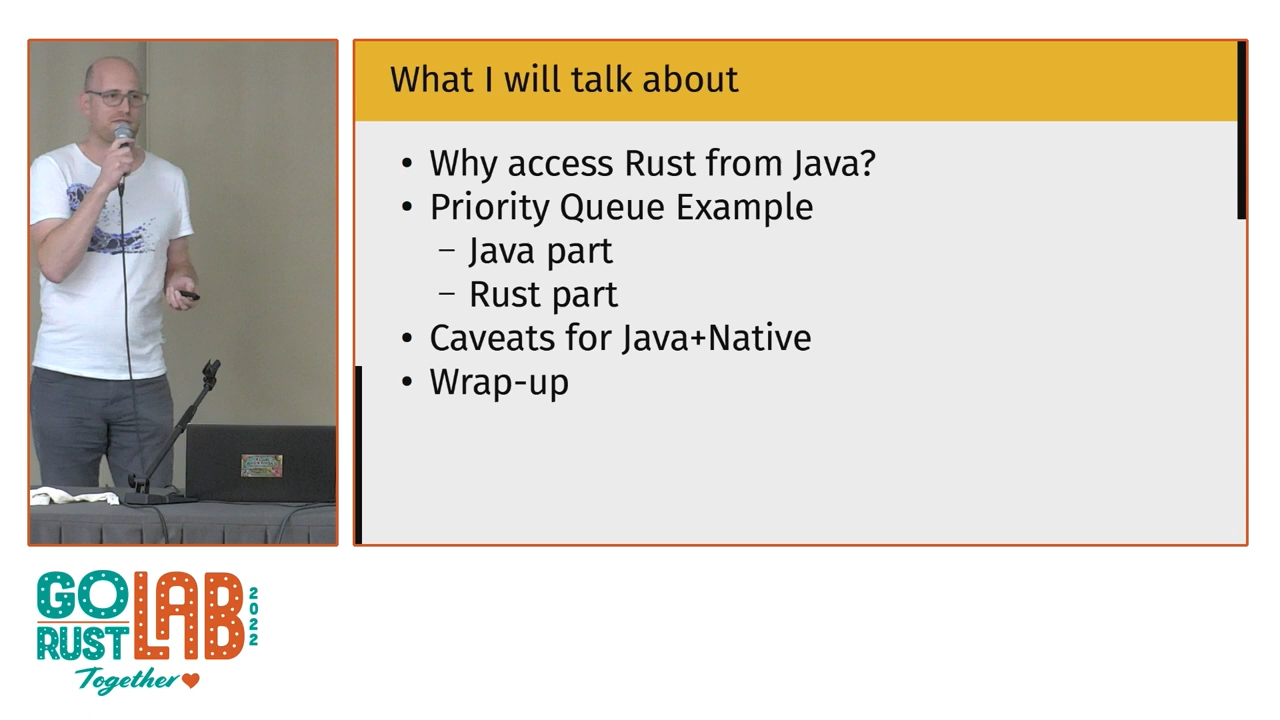 What I will talk about
• Why access Rust from Java?
• Priority Queue Example
– Java part
– Rust part
• Caveats for Java+Native
• Wrap-up
GO LAB 2022
RUST
Together